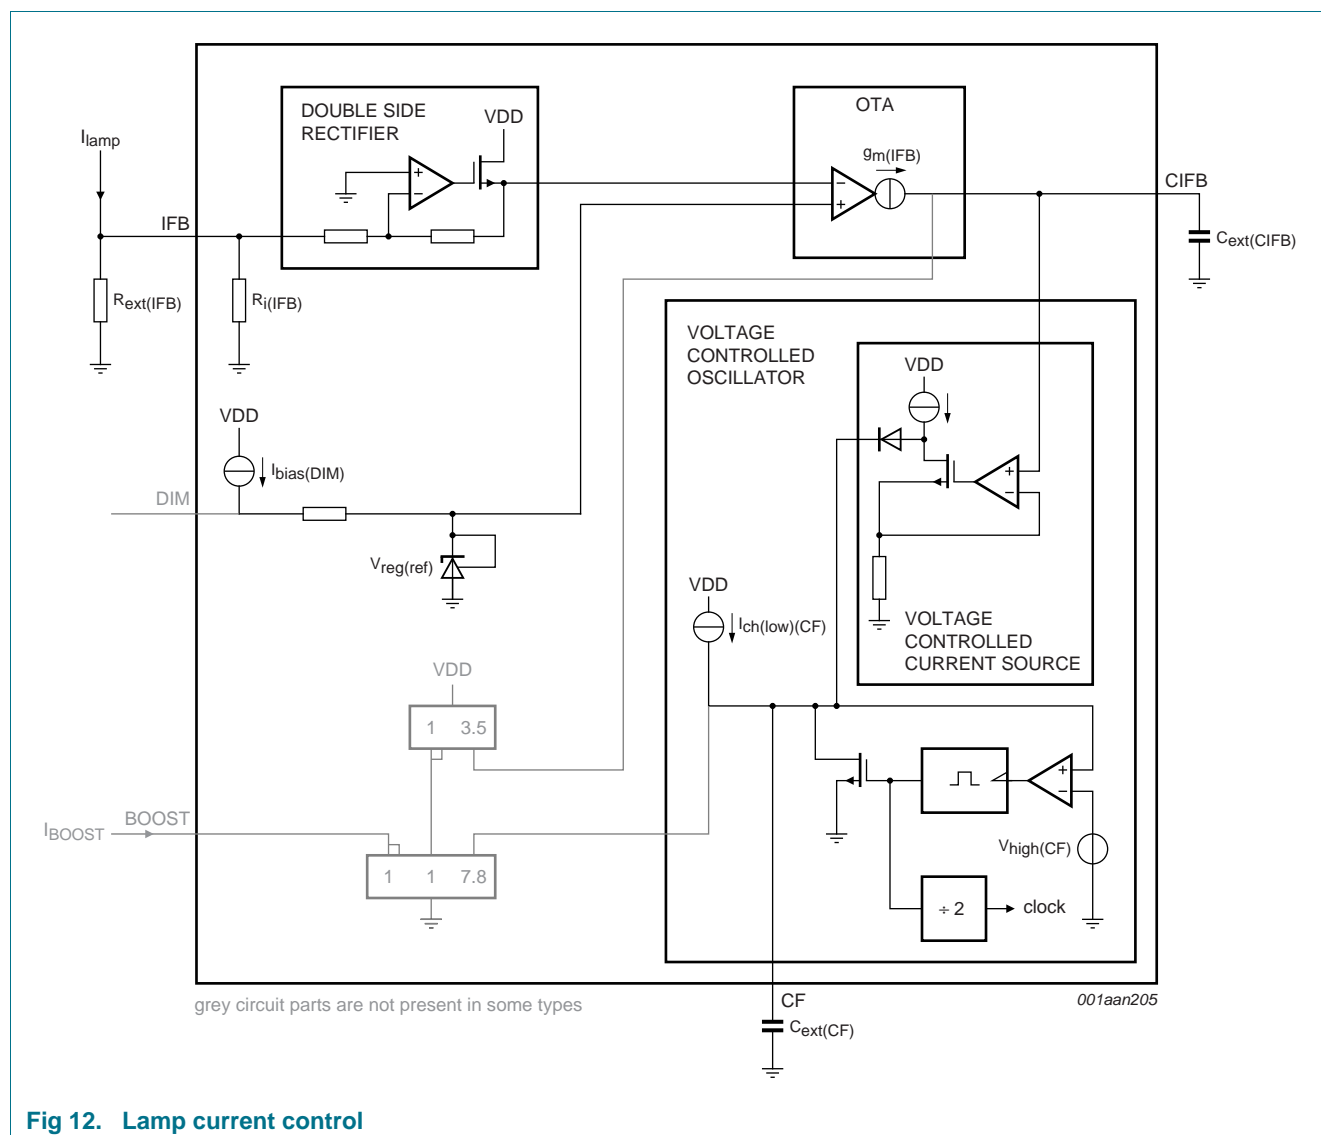 DOUBLE SIDE
RECTIFIER
VDD
OTA
gm(IFB)
Ilamp
IFB
CIFB
Cext(CIFB)
Rext(IFB)
Ri(IFB)
VOLTAGE
CONTROLLED
OSCILLATOR
VDD
VDD
Ibias(DIM)
DIM
Vreg(ref)
VDD
Ich(low)(CF)
VOLTAGE
CONTROLLED
CURRENT SOURCE
VDD
1 3.5
IBOOST
BOOST
1 1 7.8
Vhigh(CF)
÷ 2
clock
+
−
+
−
+
−
+
−
grey circuit parts are not present in some types
CF
001aan205
Cext(CF)
Fig 12. Lamp current control